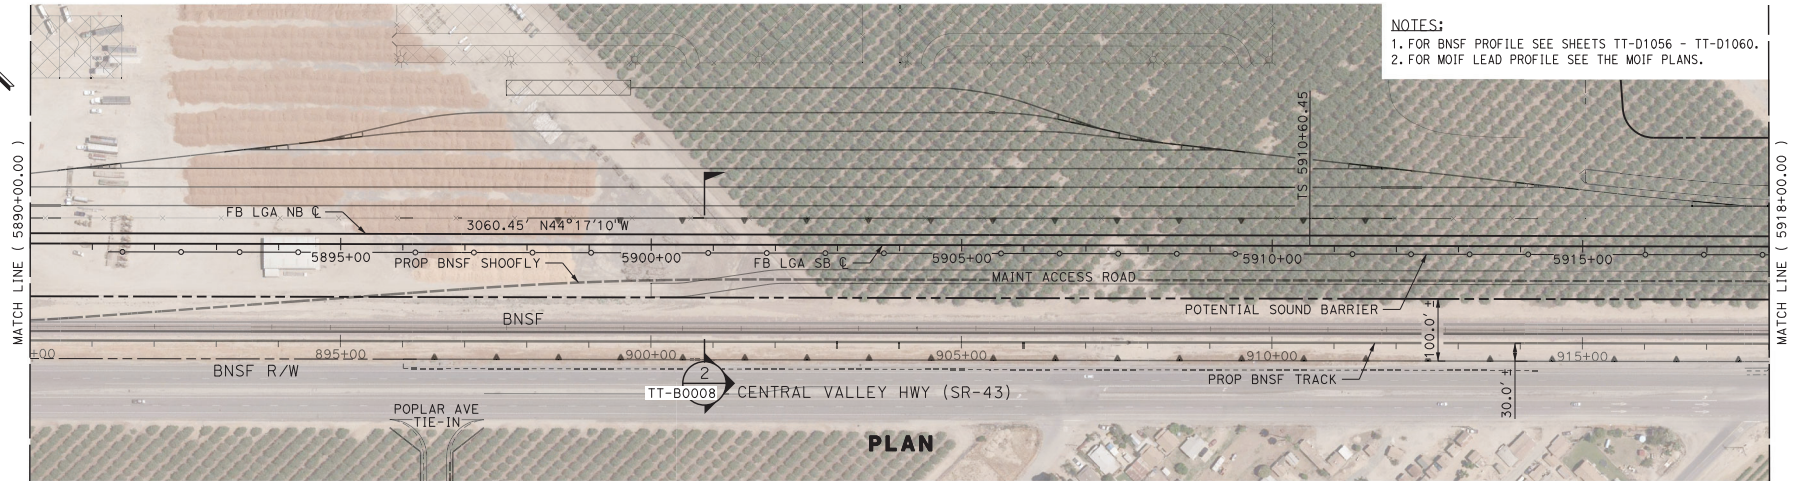 NOTES:
1. FOR BNSF PROFILE SEE SHEETS TT-D1056 - TT-D1060.
2. FOR MOIF LEAD PROFILE SEE THE MOIF PLANS.
MATCH LINE ( 5890+00.00 )
TS 5910+60.45
MATCH LINE ( 5918+00.00 )
FB LGA NB ℄
3060.45' N44°17'10"W
5895+00
PROP BNSF SHOOFLY
5900+00
FB LGA SB ℄
5905+00
5910+00
5915+00
MAINT ACCESS ROAD
POTENTIAL SOUND BARRIER
BNSF
100.0' ±
+00
895+00
900+00
905+00
910+00
915+00
BNSF R/W
PROP BNSF TRACK
30.0' ±
2
TT-B0008
CENTRAL VALLEY HWY (SR-43)
POPLAR AVE
TIE-IN
PLAN